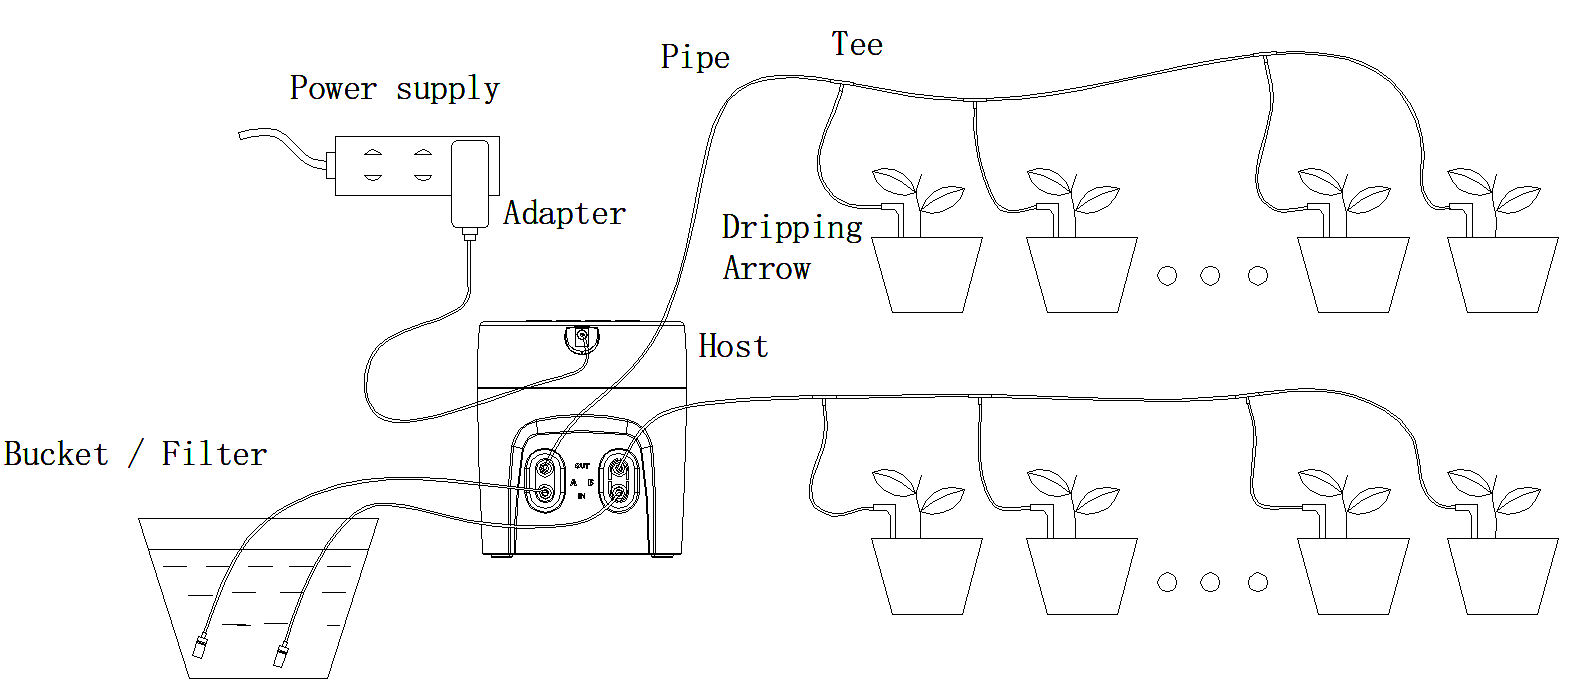 Pipe
Tee
Power supply
Adapter
Dripping
Arrow
Host
Bucket / Filter
OUT
A B
IN